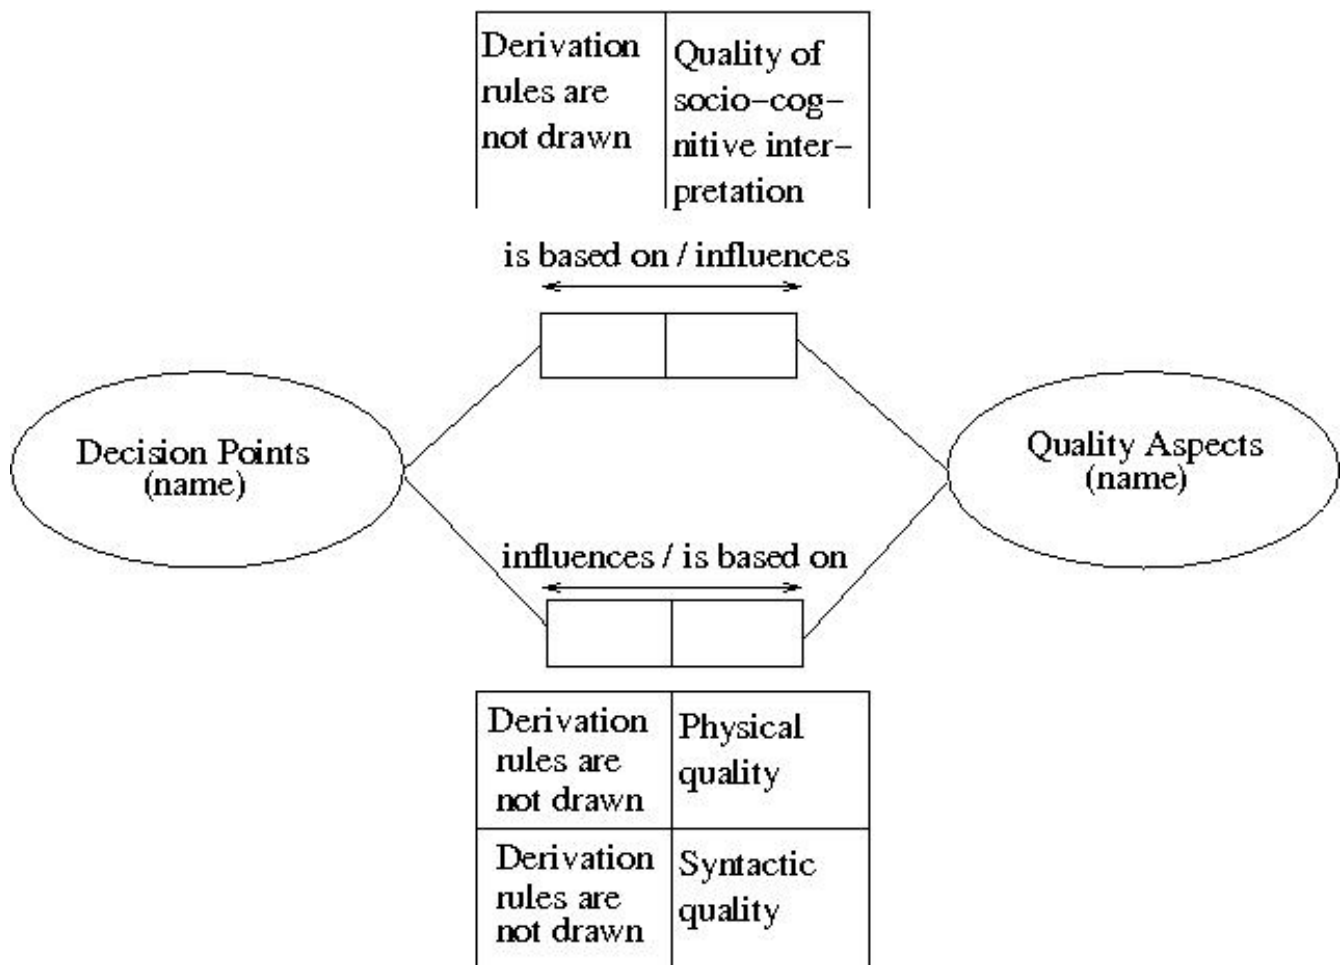 Derivation
rules are
not drawn
Quality of
socio-cog-
nitive inter-
pretation
is based on / influences
Decision Points
(name)
Quality Aspects
(name)
influences / is based on
Derivation
rules are
not drawn
Physical
quality
Derivation
rules are
not drawn
Syntactic
quality